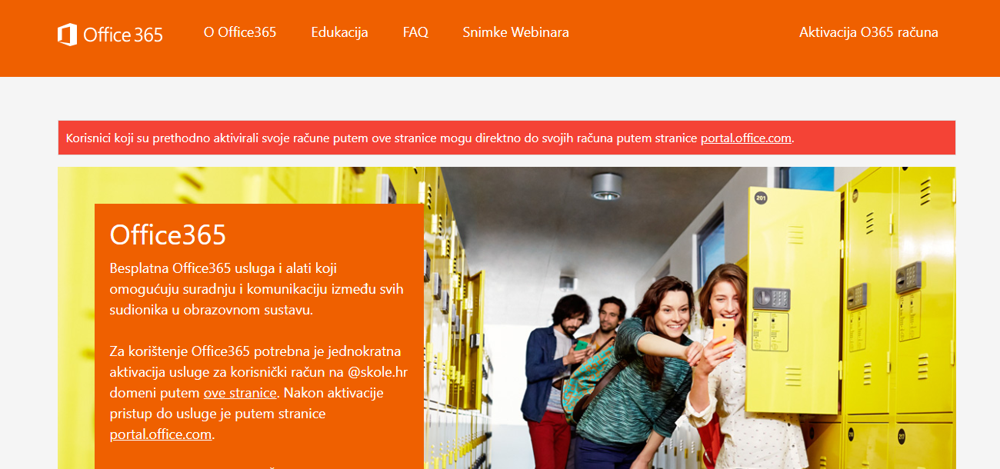 Office 365
O Office365
Edukacija
FAQ
Snimke Webinara
Aktivacija O365 računa
Korisnici koji su prethodno aktivirali svoje račune putem ove stranice mogu direktno do svojih računa putem stranice portal.office.com.
Office365
Besplatna Office365 usluga i alati koji
omogućuju suradnju i komunikaciju između svih
sudionika u obrazovnom sustavu.
Za korištenje Office365 potrebna je jednokratna
aktivacija usluge za korisnički račun na @skole.hr
domeni putem ove stranice. Nakon aktivacije
pristup do usluge je putem stranice
portal.office.com.
201
217